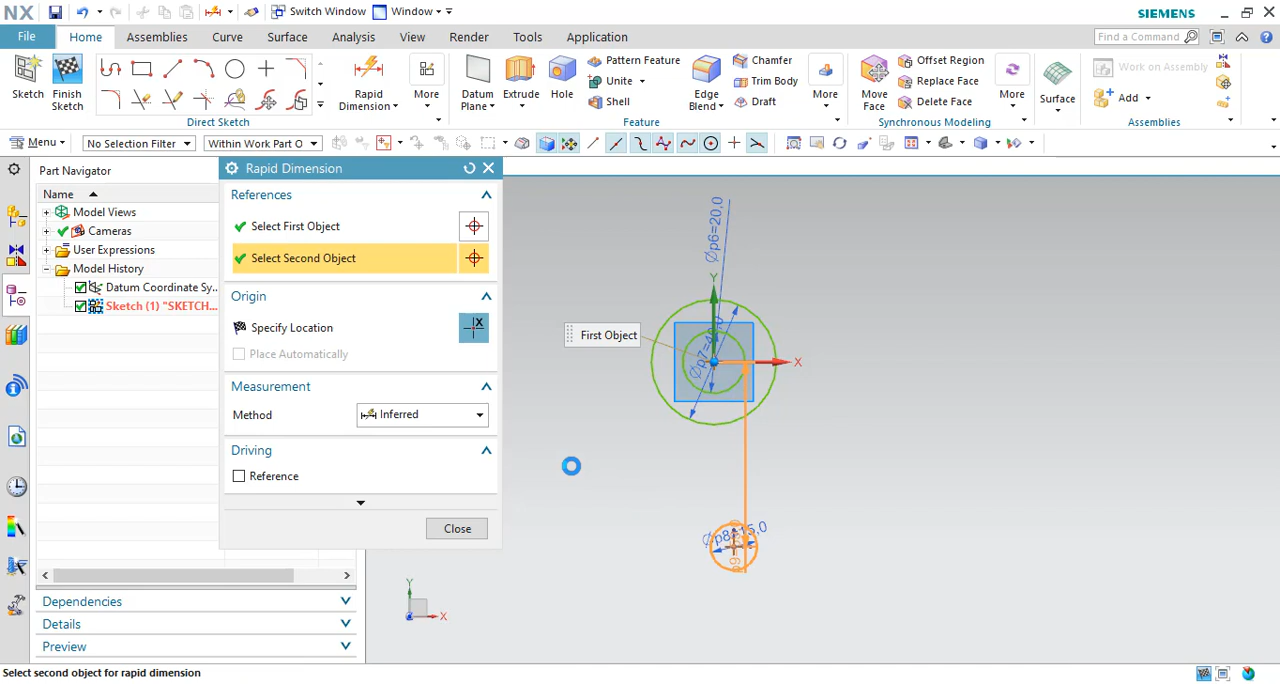 NX
Switch Window
Window
SIEMENS
File
Home
Assemblies
Curve
Surface
Analysis
View
Render
Tools
Application
Find a Command
Sketch
Finish
Sketch
Rapid
Dimension
More
Direct Sketch
Datum
Plane
Extrude
Hole
Pattern Feature
Unite
Shell
Edge
Blend
Chamfer
Trim Body
Draft
More
Feature
Move
Face
Offset Region
Replace Face
Delete Face
More
Synchronous Modeling
Surface
Work on Assembly
Add
Assemblies
Menu
No Selection Filter
Within Work Part O
Part Navigator
Name
Model Views
Cameras
User Expressions
Model History
Datum Coordinate Sy...
Sketch (1) "SKETCH...
Dependencies
Details
Preview
Rapid Dimension
References
Select First Object
Select Second Object
Origin
Specify Location
Place Automatically
Measurement
Method
Inferred
Driving
Reference
Close
Øp6=20,0
Y
First Object
X
Øp8=15,0
Y
X
Select second object for rapid dimension